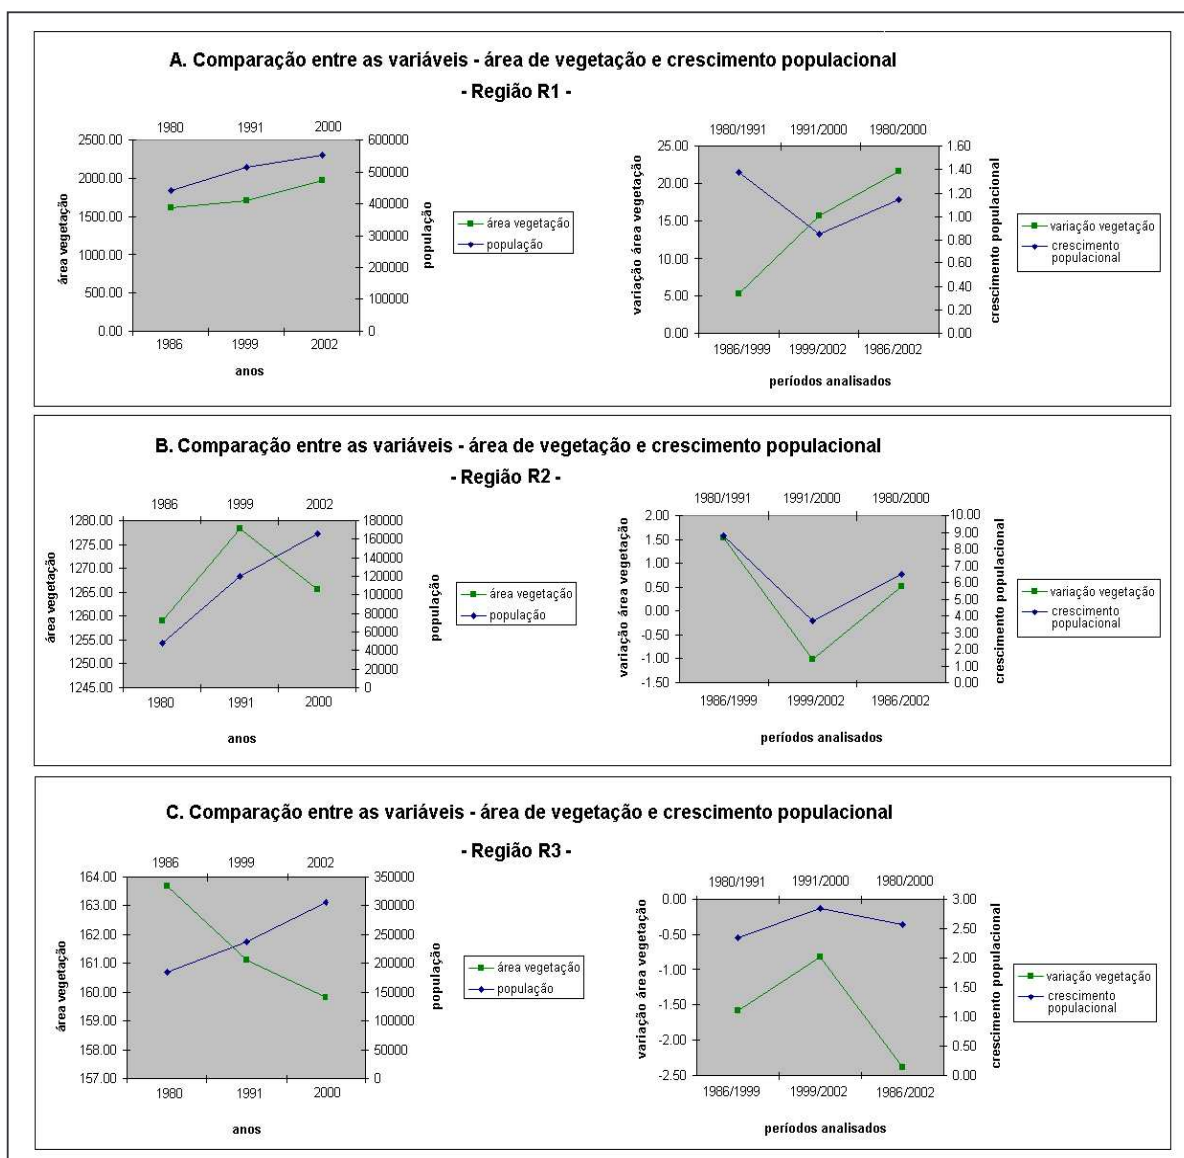 A. Comparação entre as variáveis - área de vegetação e crescimento populacional
- Região R1 -
1980 1991 2000
2500.00
2000.00
1500.00
1000.00
500.00
0.00
área vegetação
600000
500000
400000
300000
200000
100000
0
população
1986 1999 2002
anos
área vegetação
população
1980/1991 1991/2000 1980/2000
25.00
20.00
15.00
10.00
5.00
0.00
variação área vegetação
1.60
1.40
1.20
1.00
0.80
0.60
0.40
0.20
0.00
crescimento populacional
1986/1999 1999/2002 1986/2002
períodos analisados
variação vegetação
crescimento
populacional
B. Comparação entre as variáveis - área de vegetação e crescimento populacional
- Região R2 -
1986 1999 2002
1280.00
1275.00
1270.00
1265.00
1260.00
1255.00
1250.00
1245.00
área vegetação
180000
160000
140000
120000
100000
80000
60000
40000
20000
0
população
1980 1991 2000
anos
área vegetação
população
1980/1991 1991/2000 1980/2000
2.00
1.50
1.00
0.50
0.00
-0.50
-1.00
-1.50
variação área vegetação
10.00
9.00
8.00
7.00
6.00
5.00
4.00
3.00
2.00
1.00
0.00
crescimento populacional
1986/1999 1999/2002 1986/2002
períodos analisados
variação vegetação
crescimento
populacional
C. Comparação entre as variáveis - área de vegetação e crescimento populacional
- Região R3 -
1986 1999 2002
164.00
163.00
162.00
161.00
160.00
159.00
158.00
157.00
área vegetação
350000
300000
250000
200000
150000
100000
50000
0
população
1980 1991 2000
anos
área vegetação
população
1980/1991 1991/2000 1980/2000
0.00
-0.50
-1.00
-1.50
-2.00
-2.50
variação área vegetação
3.00
2.50
2.00
1.50
1.00
0.50
0.00
crescimento populacional
1986/1999 1999/2002 1986/2002
períodos analisados
variação vegetação
crescimento
populacional